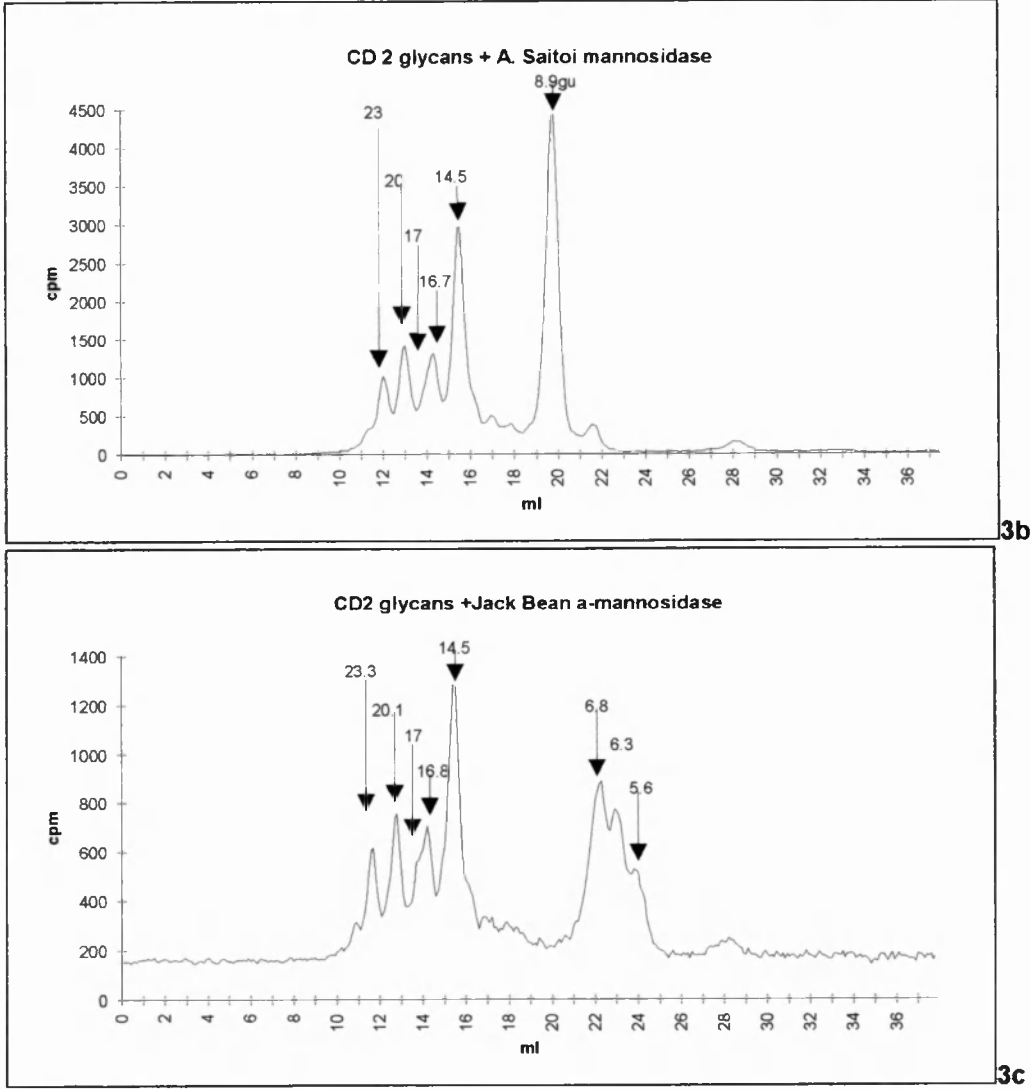 CD 2 glycans + A. Saitoi mannosidase
8.9gu
4500
4000
3500
3000
2500
2000
1500
1000
500
0
cpm
23
20
17
16.7
14.5
0 2 4 6 8 10 12 14 16 18 20 22 24 26 28 30 32 34 36
ml
3b
CD2 glycans +Jack Bean a-mannosidase
1400
1200
1000
800
600
400
200
0
cpm
23.3
20.1
17
16.8
14.5
6.8
6.3
5.6
0 2 4 6 8 10 12 14 16 18 20 22 24 26 28 30 32 34 36
ml
3c